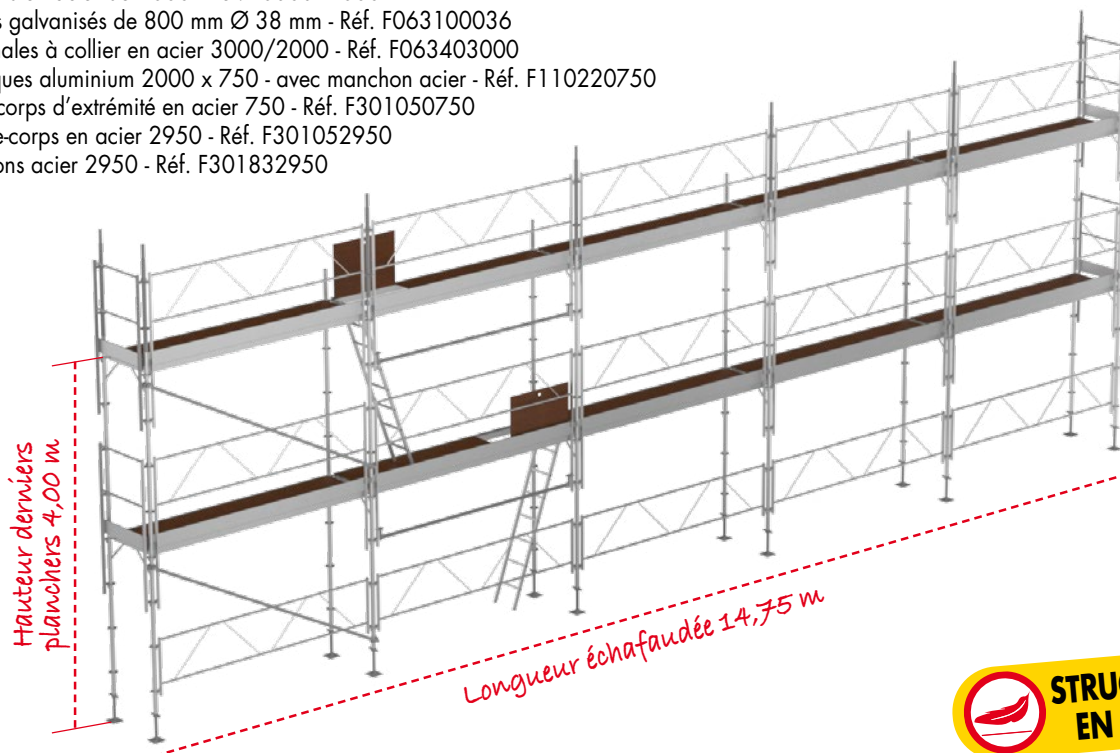 s galvanisés de 800 mm Ø 38 mm - Réf. F063100036
ales à collier en acier 3000/2000 - Réf. F063403000
ues aluminium 2000 x 750 - avec manchon acier - Réf. F110220750
corps d’extrémité en acier 750 - Réf. F301050750
e-corps en acier 2950 - Réf. F301052950
ons acier 2950 - Réf. F301832950
Hauteur derniers
planchers 4,00 m
Longueur échafaudée 14,75 m
STRUC
EN